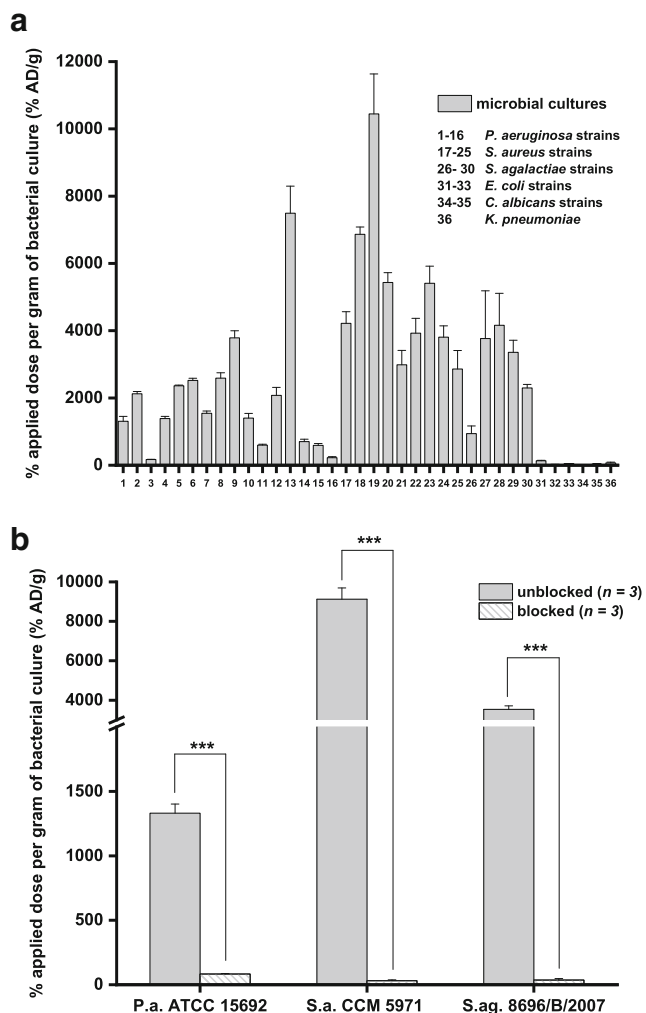 a
% applied dose per gram of bacterial culure (% AD/g)
12000
10000
8000
6000
4000
2000
0
microbial cultures
1-16 P. aeruginosa strains
17-25 S. aureus strains
26- 30 S. agalactiae strains
31-33 E. coli strains
34-35 C. albicans strains
36 K. pneumoniae
1 2 3 4 5 6 7 8 9 10 11 12 13 14 15 16 17 18 19 20 21 22 23 24 25 26 27 28 29 30 31 32 33 34 35 36
b
% applied dose per gram of bacterial culure (% AD/g)
10000
8000
6000
4000
1500
1000
500
0
***
***
***
unblocked (n = 3)
blocked (n = 3)
P.a. ATCC 15692 S.a. CCM 5971 S.ag. 8696/B/2007